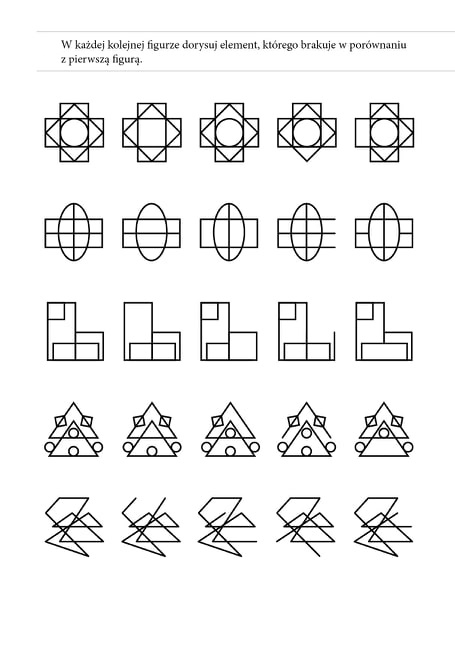 W każdej kolejnej figurze dorysuj element, którego brakuje w porównaniu
z pierwszą figurą.